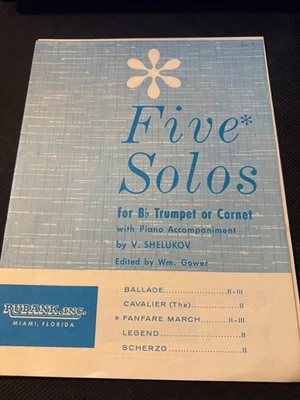 Five*
Solos
for B♭ Trumpet or Cornet
with Piano Accompaniment
by V. SHELUKOV
Edited by Wm. Gower
RUBANK, INC.
MIAMI, FLORIDA
BALLADE......................II-III
CAVALIER (The)..................II
* FANFARE MARCH.........II-III
LEGEND..........................II
SCHERZO........................II